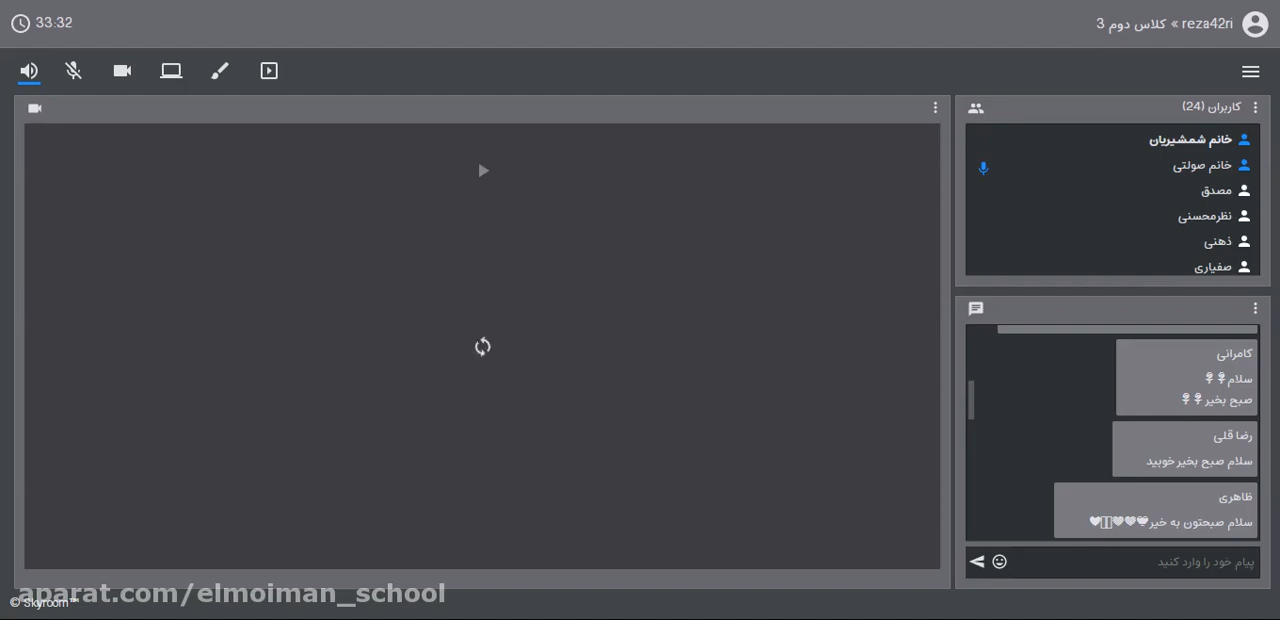 33:32
reza42ri » کلاس دوم 3
کاربران (24)
خانم شمشیریان
خانم صولتی
مصدق
نظرمحسنی
ذهنی
صفیاری
کامرانی
سلام🌹🌹
صبح بخیر🌹🌹
رضا قلی
سلام صبح بخیر خوبید
ظاهری
سلام صبحتون به خیر
پیام خود را وارد کنید
aparat.com/elmoiman_school
© Skyroom™